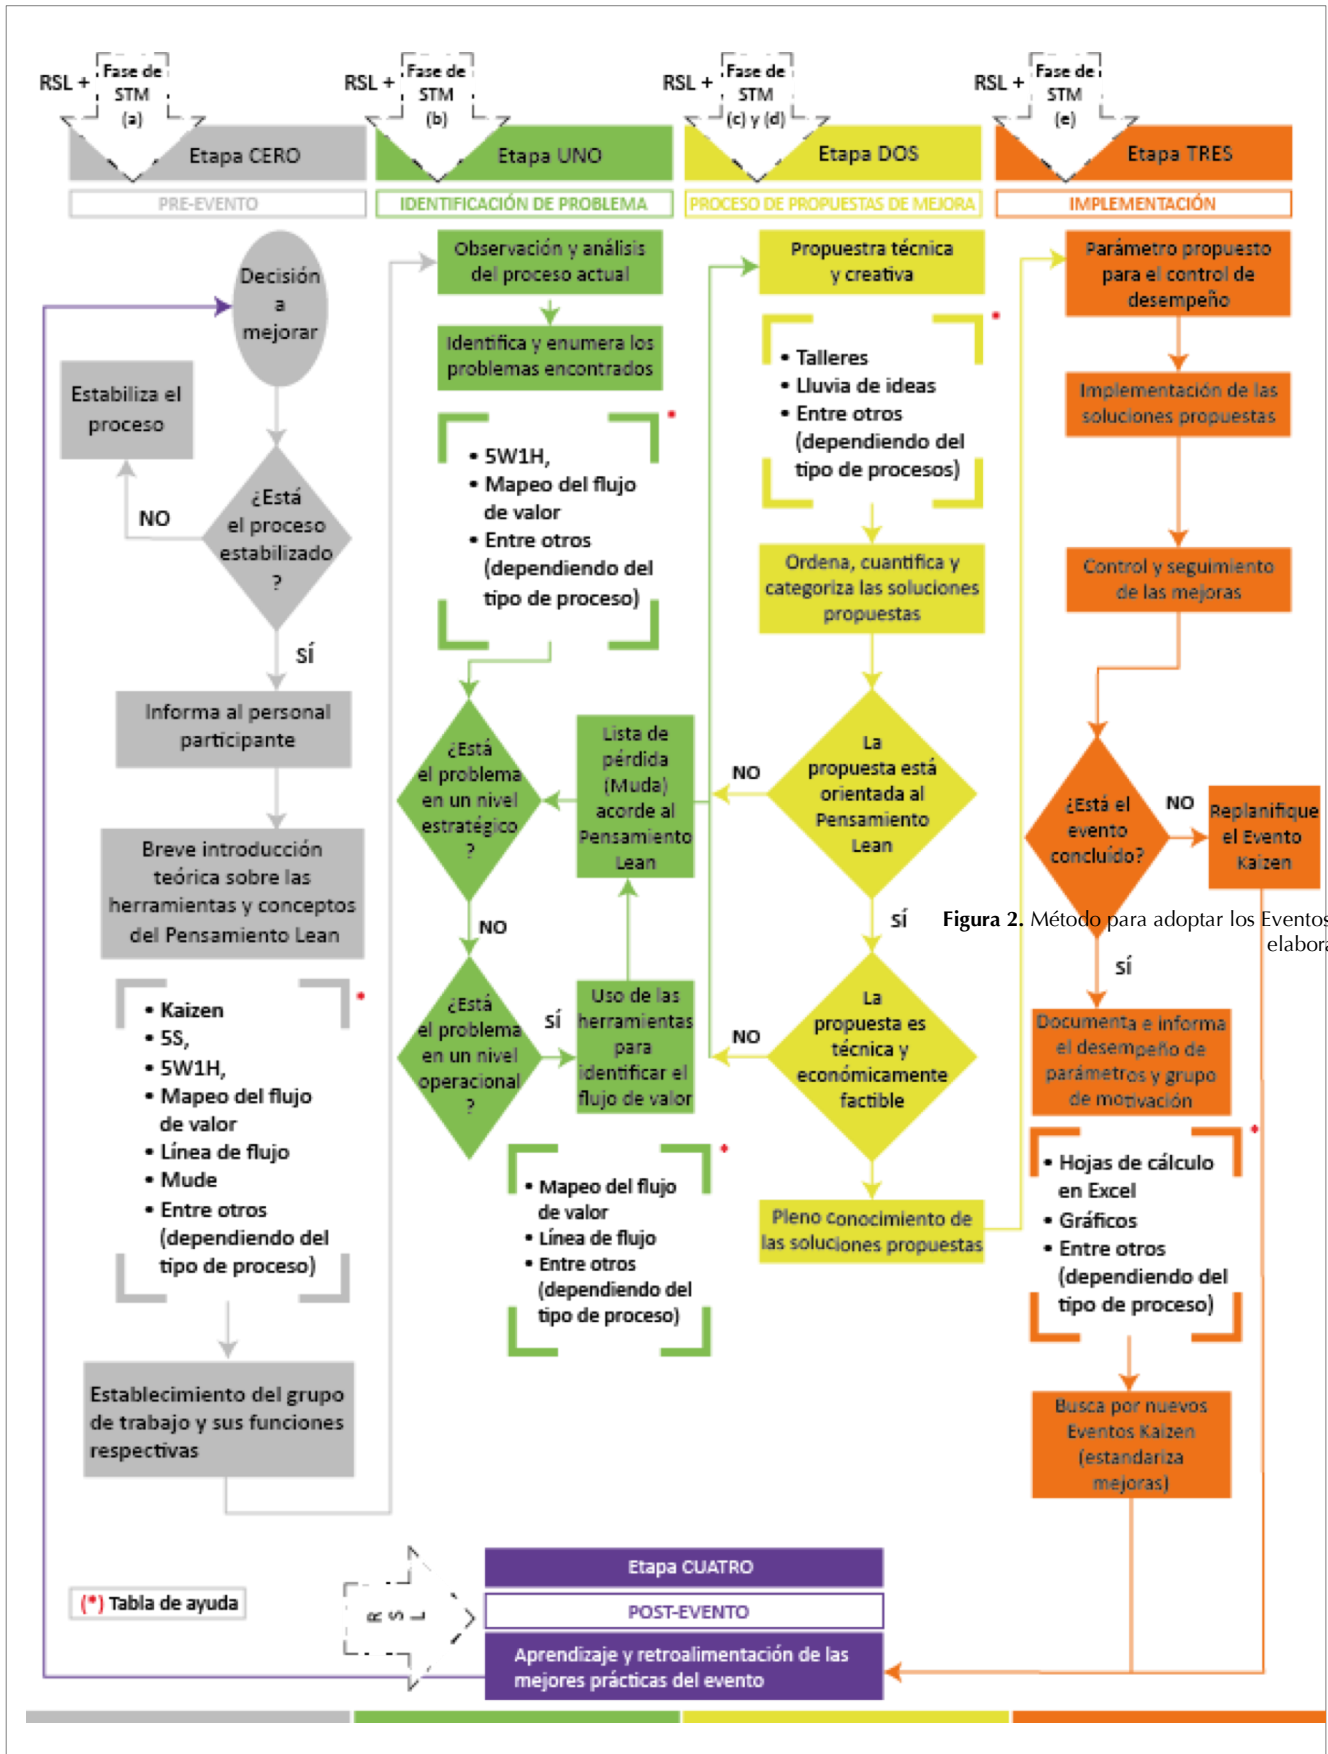 RSL +
Fase de
STM
(a)
Etapa CERO
PRE-EVENTO
Decisión
a
mejorar
Estabiliza el
proceso
NO
¿Está
el proceso
estabilizado
?
SÍ
Informa al personal
participante
Breve introducción
teórica sobre las
herramientas y conceptos
del Pensamiento Lean
*
• Kaizen
• 5S,
• 5W1H,
• Mapeo del flujo
de valor
• Línea de flujo
• Mude
• Entre otros
(dependiendo del
tipo de proceso)
Establecimiento del grupo
de trabajo y sus funciones
respectivas
RSL +
Fase de
STM
(b)
Etapa UNO
IDENTIFICACIÓN DE PROBLEMA
Observación y análisis
del proceso actual
Identifica y enumera los
problemas encontrados
*
• 5W1H,
• Mapeo del flujo
de valor
• Entre otros
(dependiendo del
tipo de proceso)
¿Está
el problema
en un nivel
estratégico
?
NO
¿Está
el problema
en un nivel
operacional
?
SÍ
Uso de las
herramientas
para
identificar el
flujo de valor
Lista de
pérdida
(Muda)
acorde al
Pensamiento
Lean
*
• Mapeo del flujo
de valor
• Línea de flujo
• Entre otros
(dependiendo del
tipo de proceso)
RSL +
Fase de
STM
(c) y (d)
Etapa DOS
PROCESO DE PROPUESTAS DE MEJORA
Propuestra técnica
y creativa
*
• Talleres
• Lluvia de ideas
• Entre otros
(dependiendo del
tipo de procesos)
Ordena, cuantifica y
categoriza las soluciones
propuestas
La
propuesta está
orientada al
Pensamiento
Lean
NO
SÍ
La
propuesta es
técnica y
económicamente
factible
NO
Pleno conocimiento de
las soluciones propuestas
RSL +
Fase de
STM
(e)
Etapa TRES
IMPLEMENTACIÓN
Parámetro propuesto
para el control de
desempeño
Implementación de las
soluciones propuestas
Control y seguimiento
de las mejoras
¿Está el
evento
concluído?
NO
Replanifique
el Evento
Kaizen
Figura 2. Método para adoptar los Eventos
elabora
SÍ
Documenta e informa
el desempeño de
parámetros y grupo
de motivación
*
• Hojas de cálculo
en Excel
• Gráficos
• Entre otros
(dependiendo del
tipo de proceso)
Busca por nuevos
Eventos Kaizen
(estandariza
mejoras)
(*) Tabla de ayuda
RSL
Etapa CUATRO
POST-EVENTO
Aprendizaje y retroalimentación de las
mejores prácticas del evento